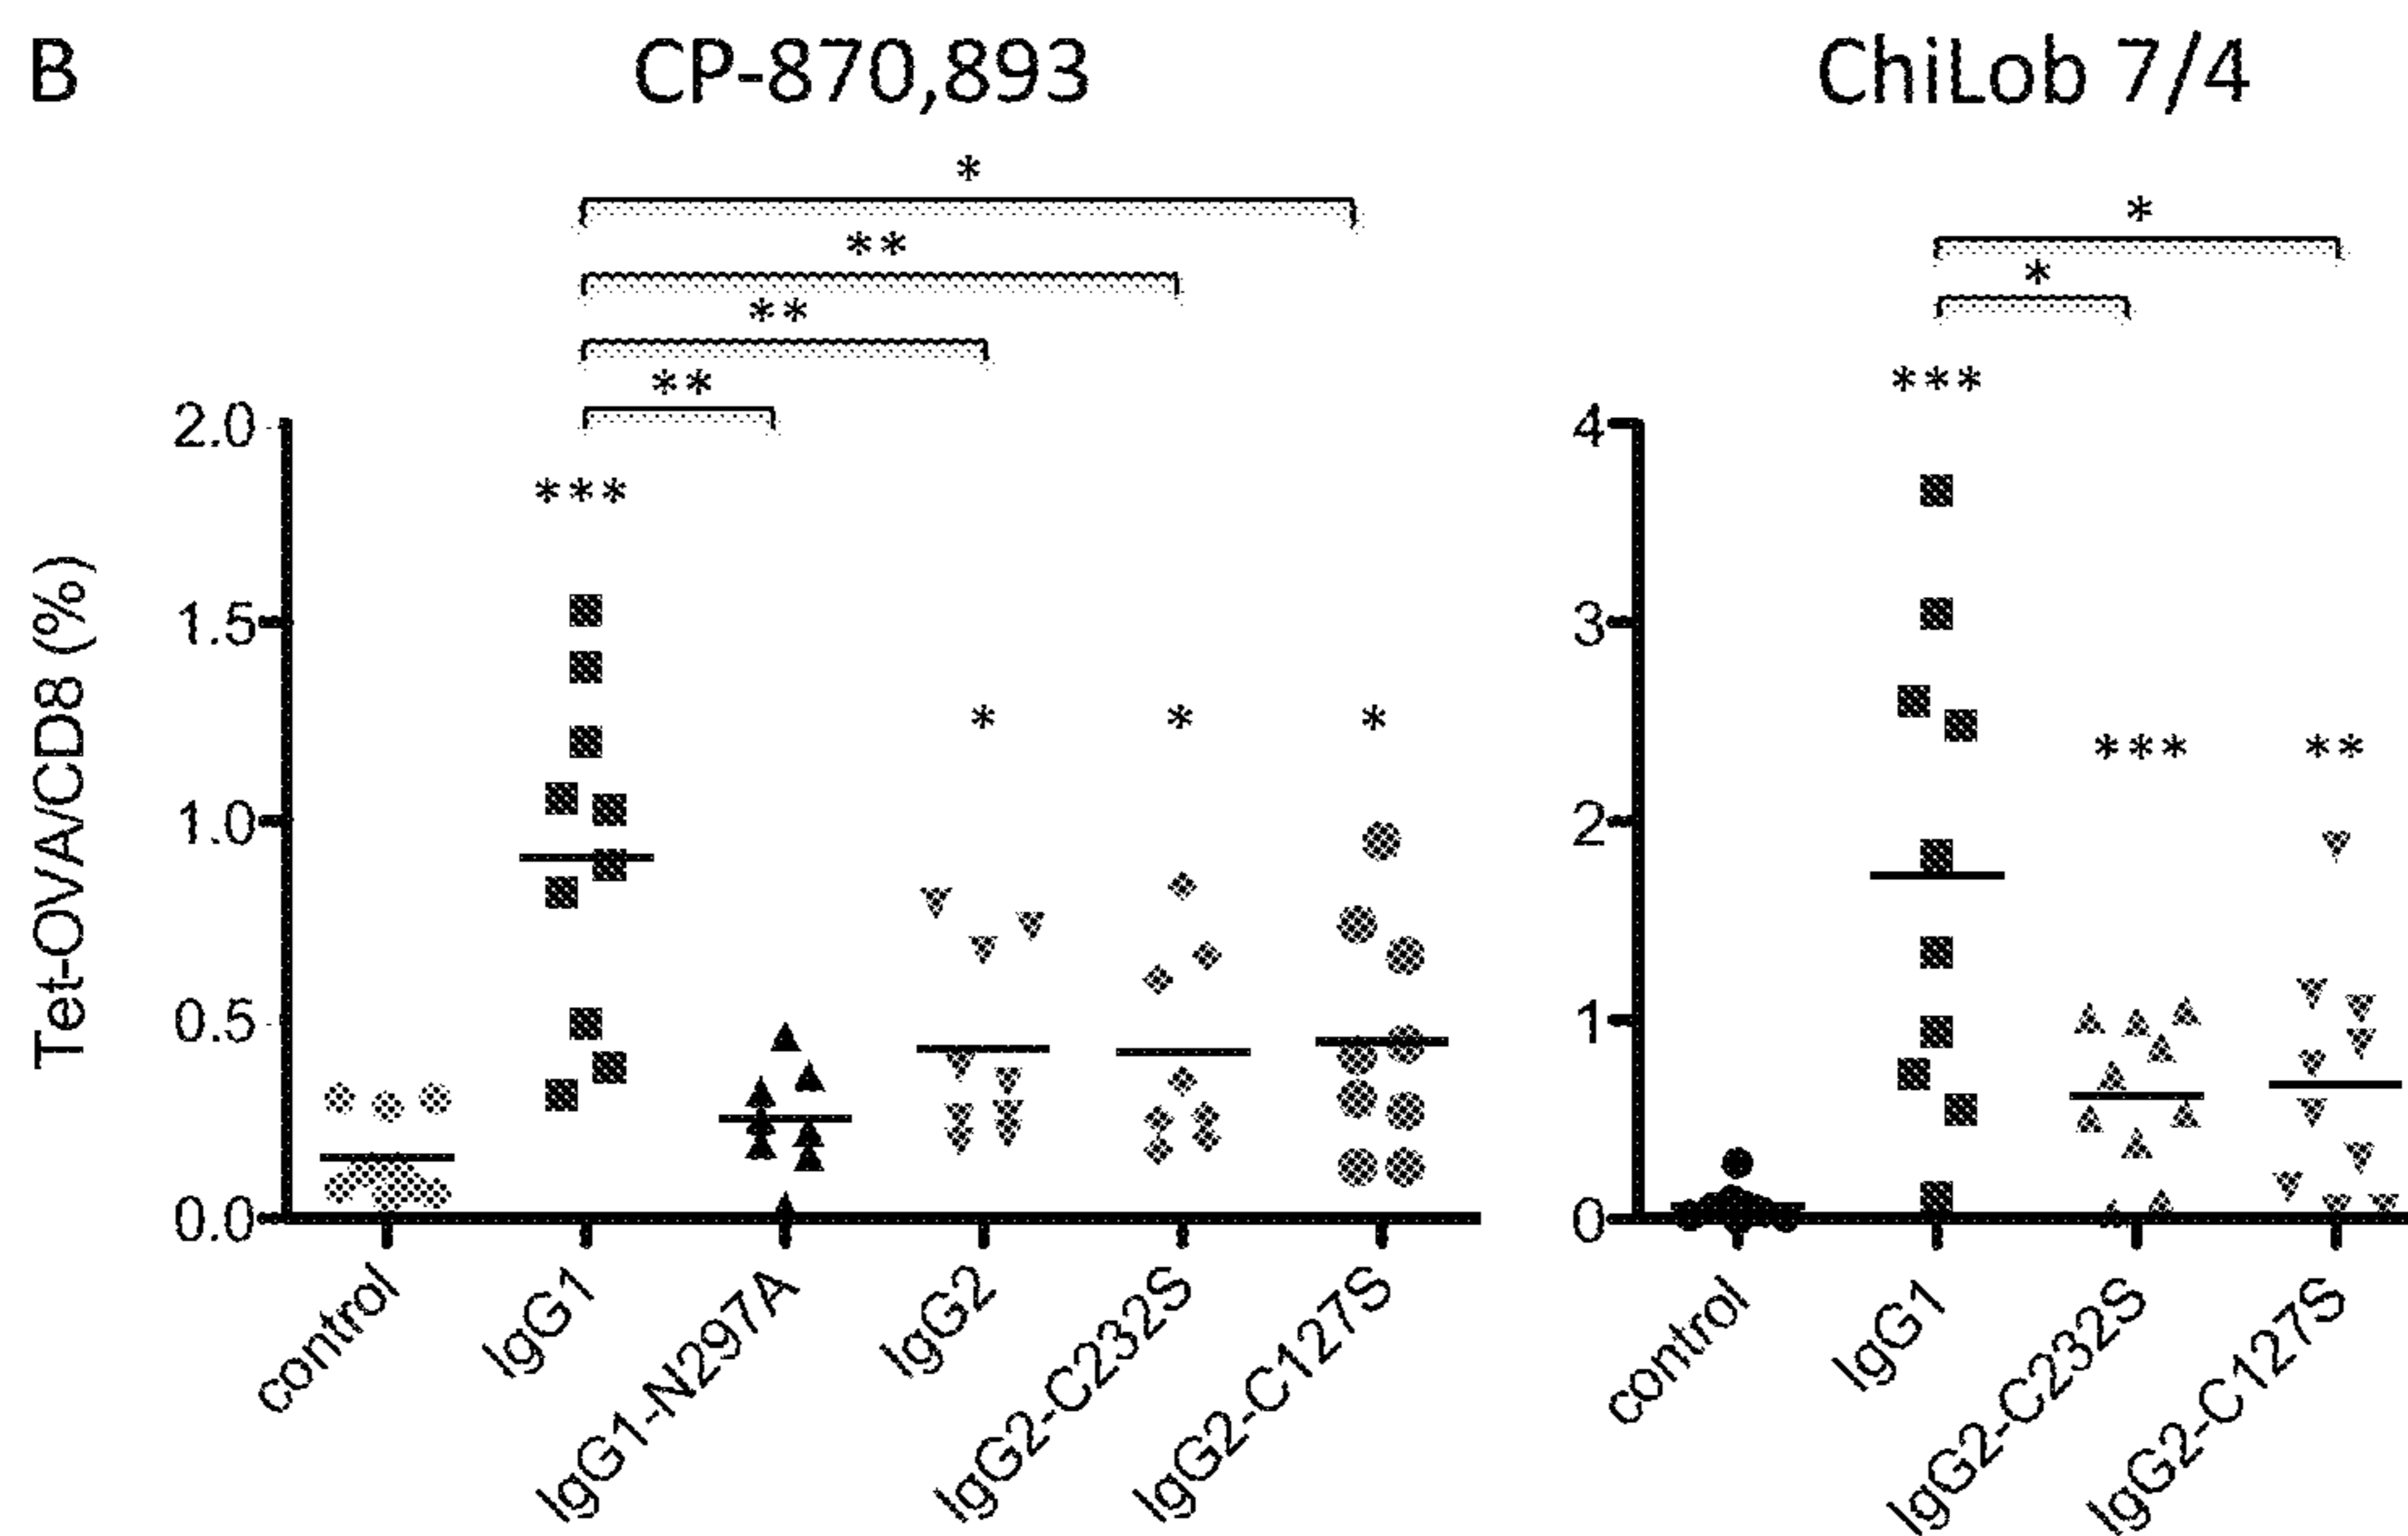 B
CP-870,893
ChiLob 7/4
*
**
**
**
***
*
*
*
*
*
***
***
**
Tet-OVA/CD8 (%)
2.0
1.5
1.0
0.5
0.0
4
3
2
1
0
control
IgG1
IgG1-N297A
IgG2
IgG2-C232S
IgG2-C127S
control
IgG1
IgG2-C232S
IgG2-C127S